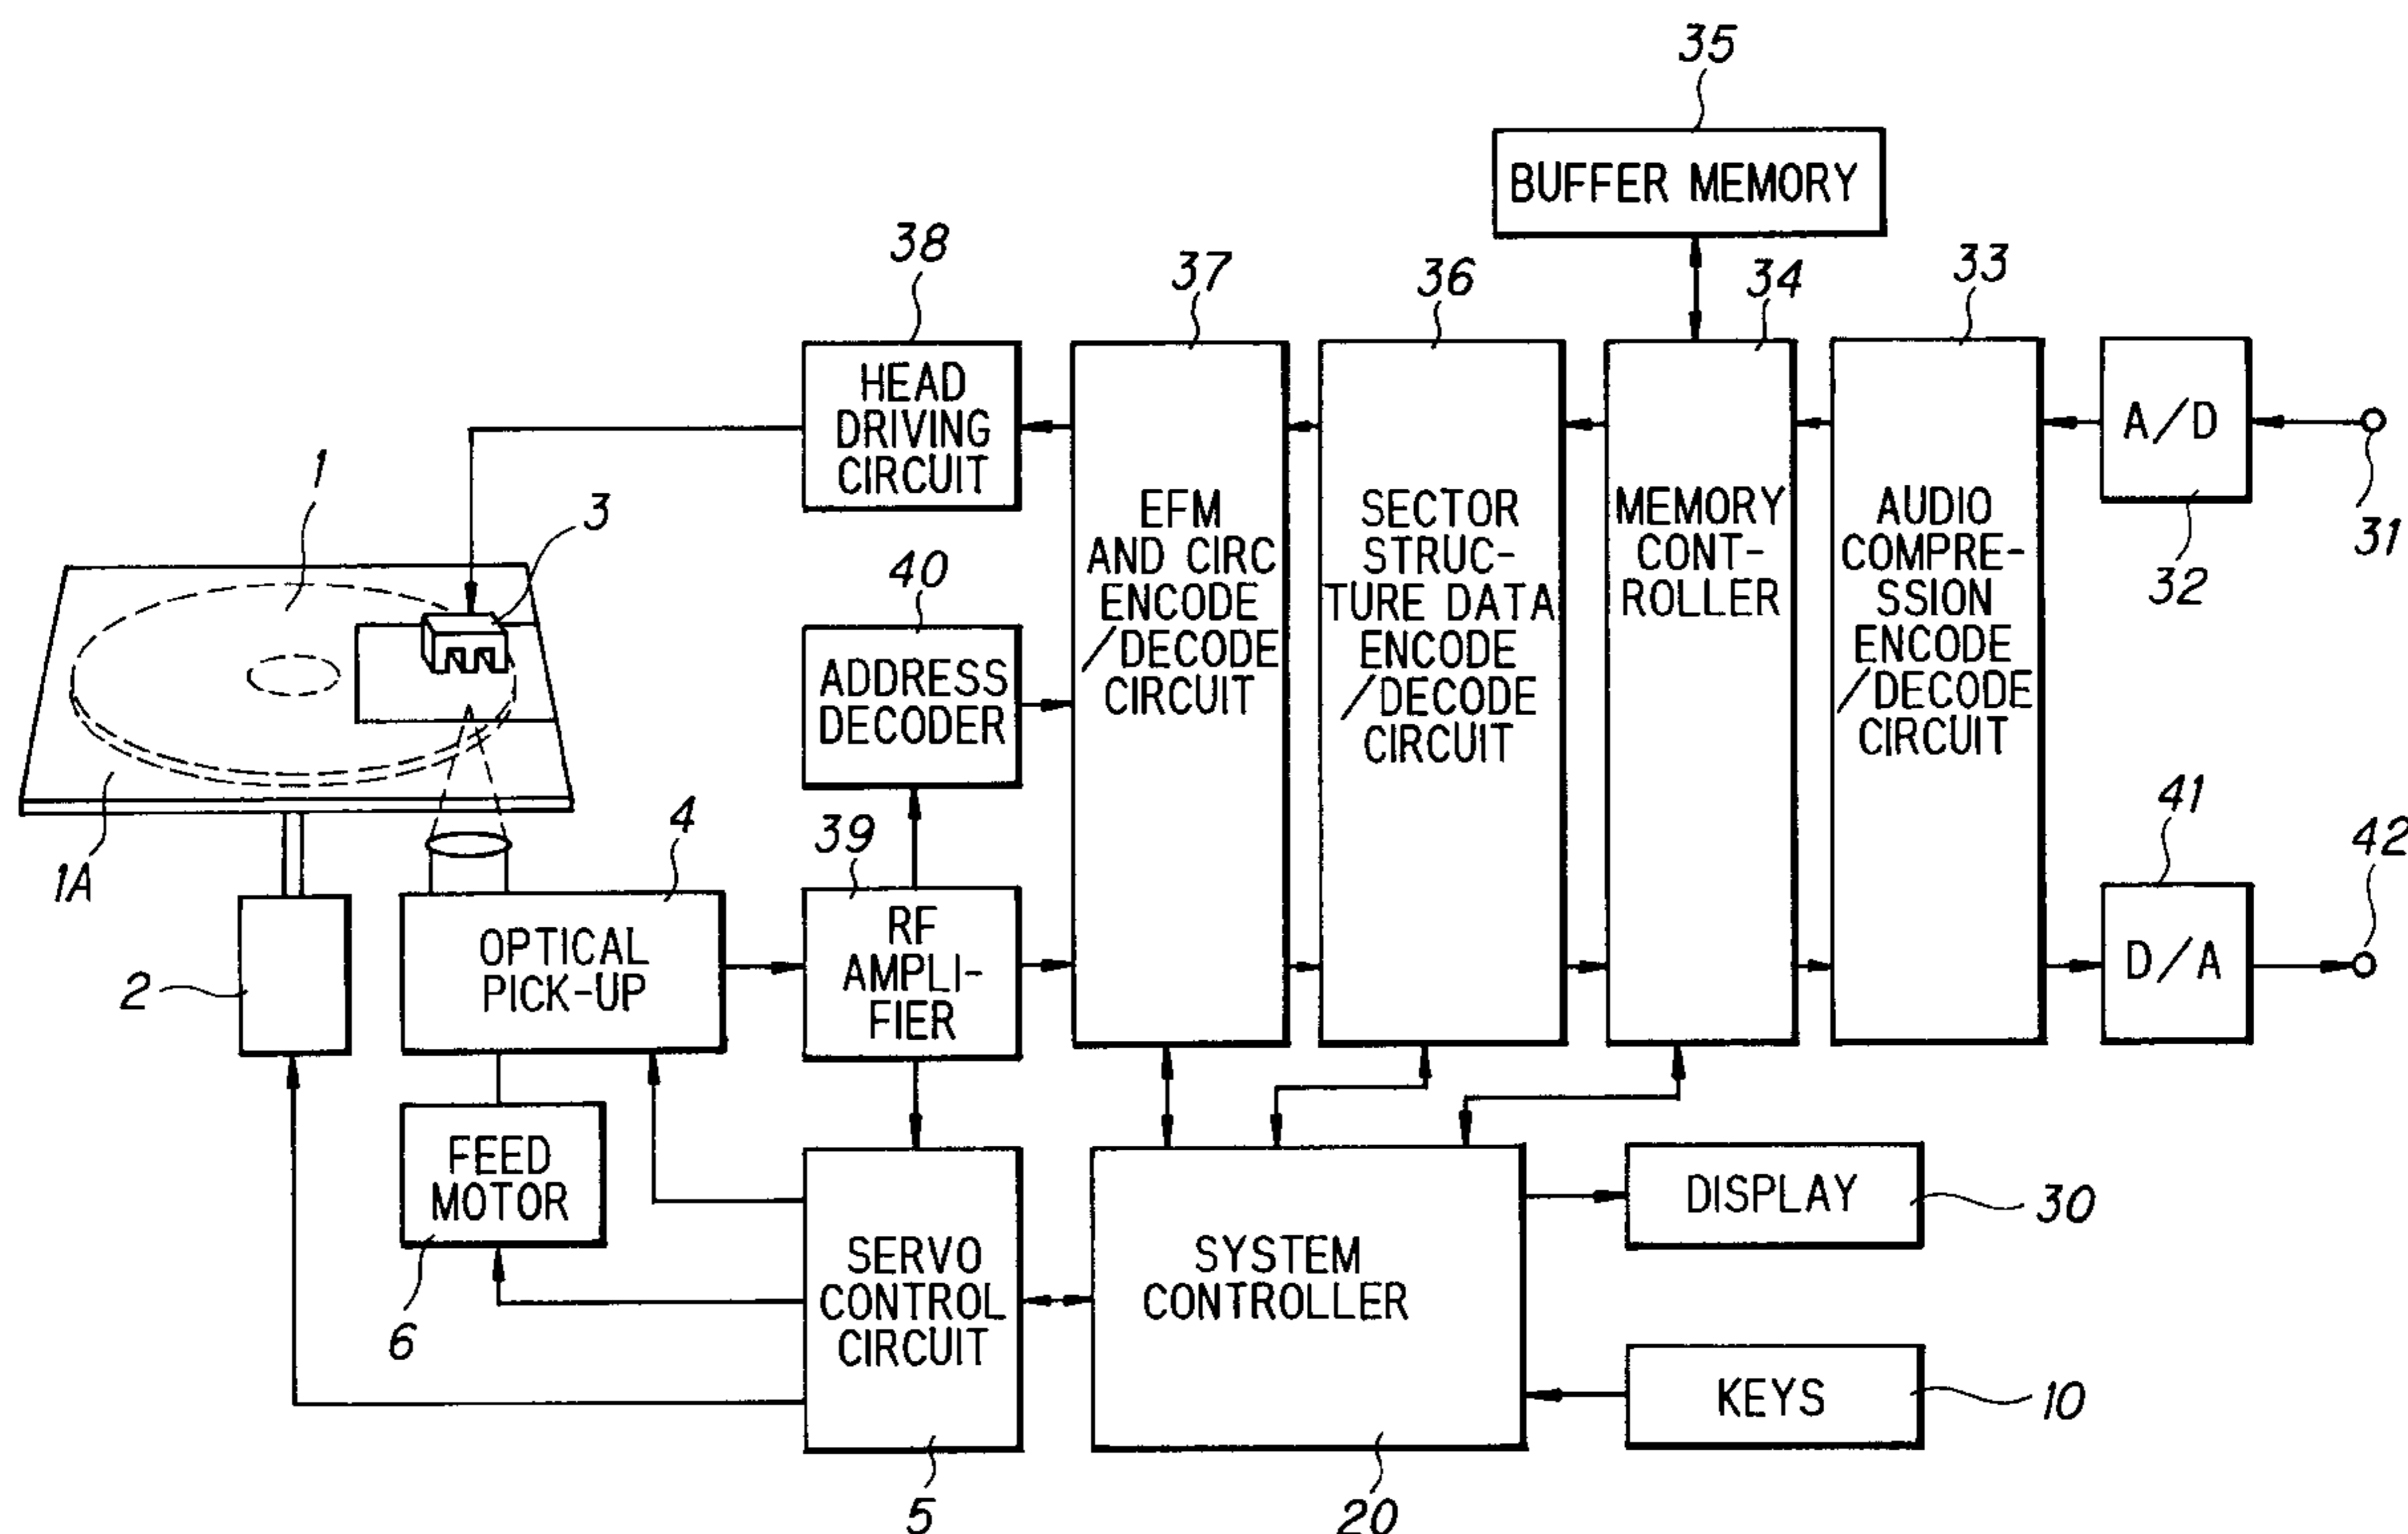 35
BUFFER MEMORY
38
37
36
34
33
HEAD
DRIVING
CIRCUIT
A/D
31
32
1
3
EFM
AND CIRC
ENCODE
/DECODE
CIRCUIT
SECTOR
STRUC-
TURE DATA
ENCODE
/DECODE
CIRCUIT
MEMORY
CONT-
ROLLER
AUDIO
COMPRE-
SSION
ENCODE
/DECODE
CIRCUIT
40
ADDRESS
DECODER
1A
4
39
41
42
2
OPTICAL
PICK-UP
RF
AMPLI-
FIER
D/A
FEED
MOTOR
6
SERVO
CONTROL
CIRCUIT
5
SYSTEM
CONTROLLER
20
DISPLAY
30
KEYS
10